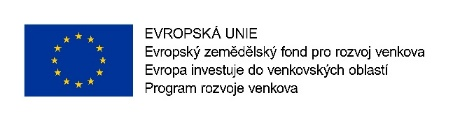 EVROPSKÁ UNIE
Evropský zemědělský fond pro rozvoj venkova
Evropa investuje do venkovských oblastí
Program rozvoje venkova